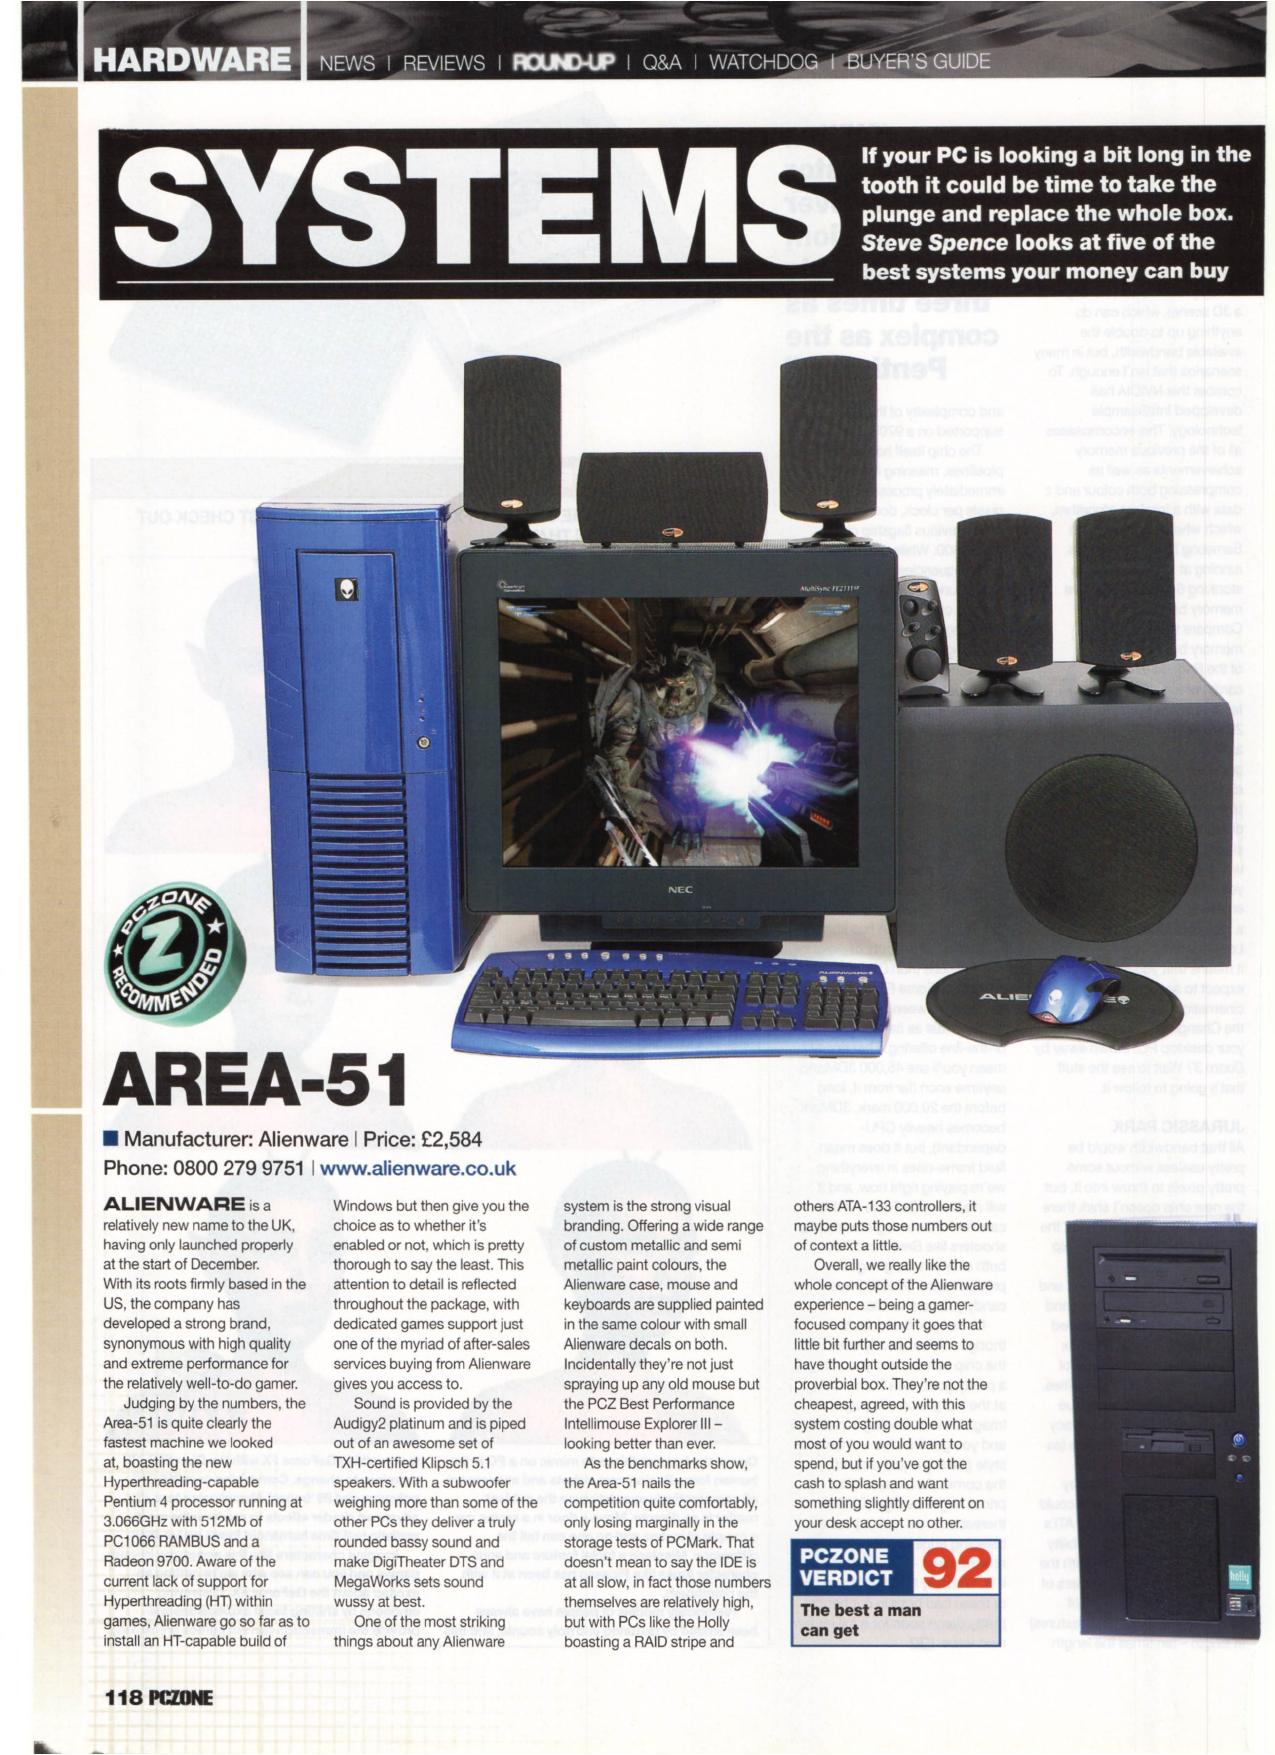 HARDWARE
NEWS | REVIEWS | ROUND-UP | Q&A | WATCHDOG | BUYER'S GUIDE
SYSTEMS
If your PC is looking a bit long in the
tooth it could be time to take the
plunge and replace the whole box.
Steve Spence looks at five of the
best systems your money can buy
MultiSync FE2111SB
NEC
ALIENWARE
PCZONE
Z
RECOMMENDED
AREA-51
Manufacturer: Alienware | Price: £2,584
Phone: 0800 279 9751 | www.alienware.co.uk
ALIENWARE is a
relatively new name to the UK,
having only launched properly
at the start of December.
With its roots firmly based in the
US, the company has
developed a strong brand,
synonymous with high quality
and extreme performance for
the relatively well-to-do gamer.
Judging by the numbers, the
Area-51 is quite clearly the
fastest machine we looked
at, boasting the new
Hyperthreading-capable
Pentium 4 processor running at
3.066GHz with 512Mb of
PC1066 RAMBUS and a
Radeon 9700. Aware of the
current lack of support for
Hyperthreading (HT) within
games, Alienware go so far as to
install an HT-capable build of
Windows but then give you the
choice as to whether it's
enabled or not, which is pretty
thorough to say the least. This
attention to detail is reflected
throughout the package, with
dedicated games support just
one of the myriad of after-sales
services buying from Alienware
gives you access to.
Sound is provided by the
Audigy2 platinum and is piped
out of an awesome set of
TXH-certified Klipsch 5.1
speakers. With a subwoofer
weighing more than some of the
other PCs they deliver a truly
rounded bassy sound and
make DigiTheater DTS and
MegaWorks sets sound
wussy at best.
One of the most striking
things about any Alienware
system is the strong visual
branding. Offering a wide range
of custom metallic and semi
metallic paint colours, the
Alienware case, mouse and
keyboards are supplied painted
in the same colour with small
Alienware decals on both.
Incidentally they're not just
spraying up any old mouse but
the PCZ Best Performance
Intellimouse Explorer III –
looking better than ever.
As the benchmarks show,
the Area-51 nails the
competition quite comfortably,
only losing marginally in the
storage tests of PCMark. That
doesn't mean to say the IDE is
at all slow, in fact those numbers
themselves are relatively high,
but with PCs like the Holly
boasting a RAID stripe and
others ATA-133 controllers, it
maybe puts those numbers out
of context a little.
Overall, we really like the
whole concept of the Alienware
experience – being a gamer-
focused company it goes that
little bit further and seems to
have thought outside the
proverbial box. They're not the
cheapest, agreed, with this
system costing double what
most of you would want to
spend, but if you've got the
cash to splash and want
something slightly different on
your desk accept no other.
PCZONE
VERDICT
92
The best a man
can get
holly
118 PCZONE